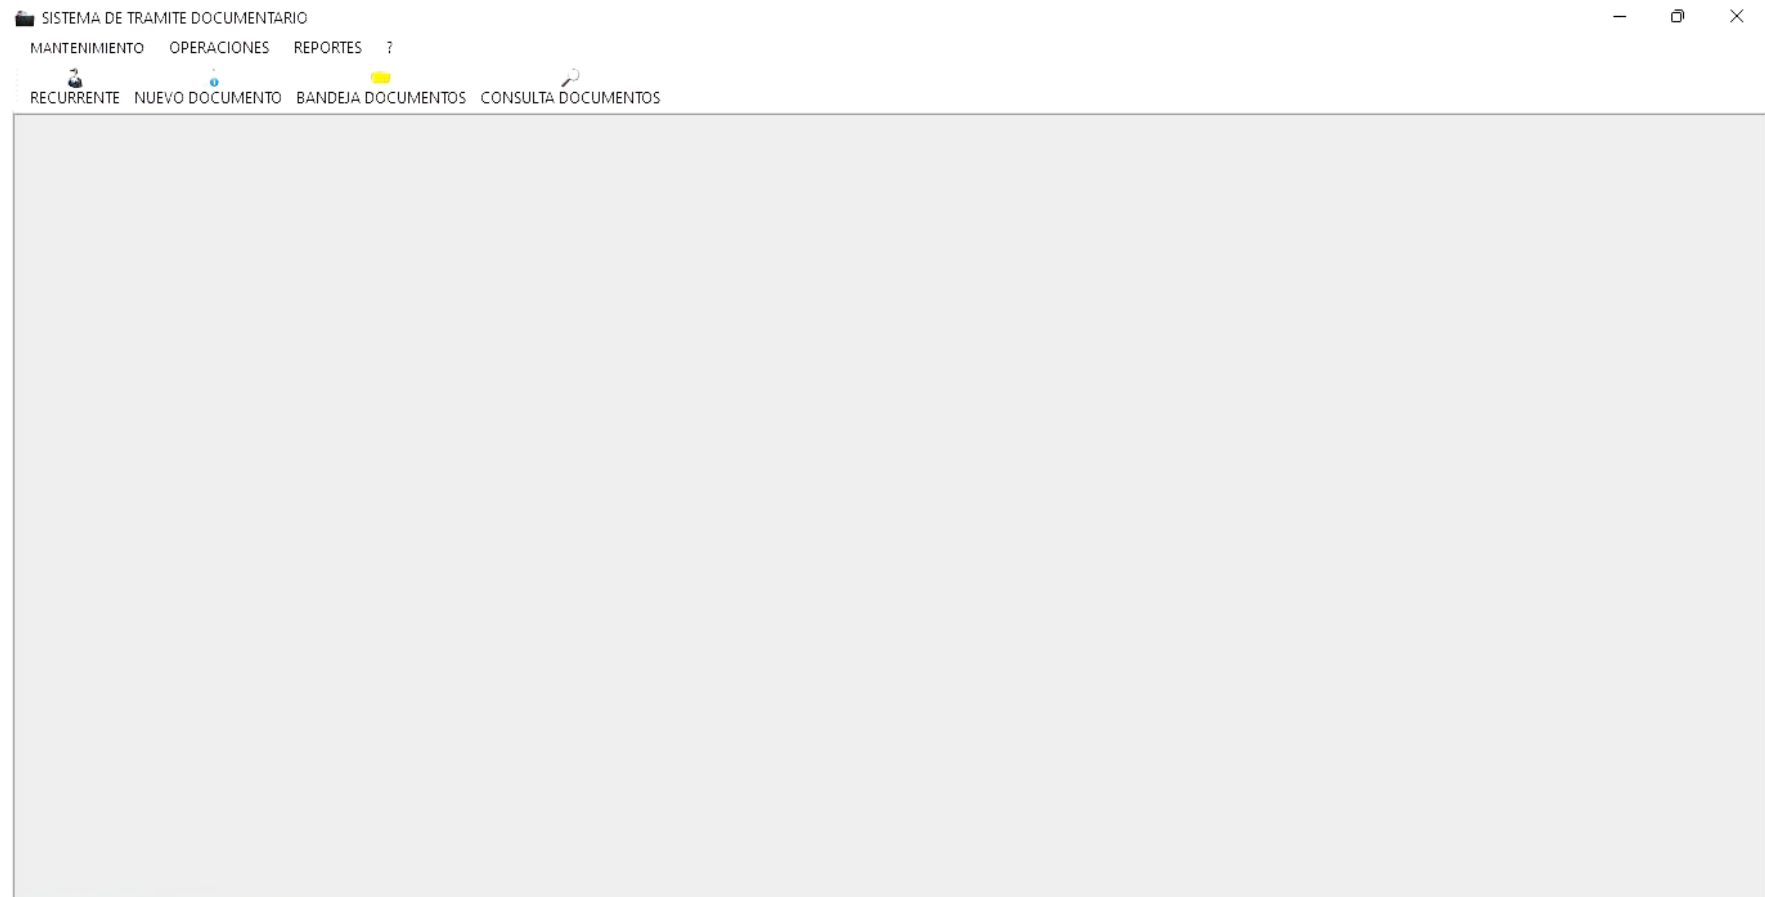 SISTEMA DE TRAMITE DOCUMENTARIO
MANTENIMIENTO OPERACIONES REPORTES ?
RECURRENTE NUEVO DOCUMENTO BANDEJA DOCUMENTOS CONSULTA DOCUMENTOS